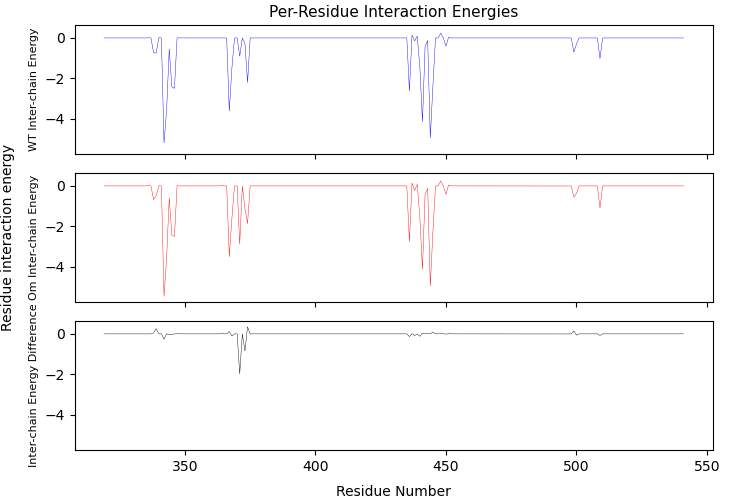 Per-Residue Interaction Energies
Residue interaction energy
WT Inter-chain Energy
0
−2
−4
Om Inter-chain Energy
0
−2
−4
Inter-chain Energy Difference
0
−2
−4
350
400
450
500
550
Residue Number